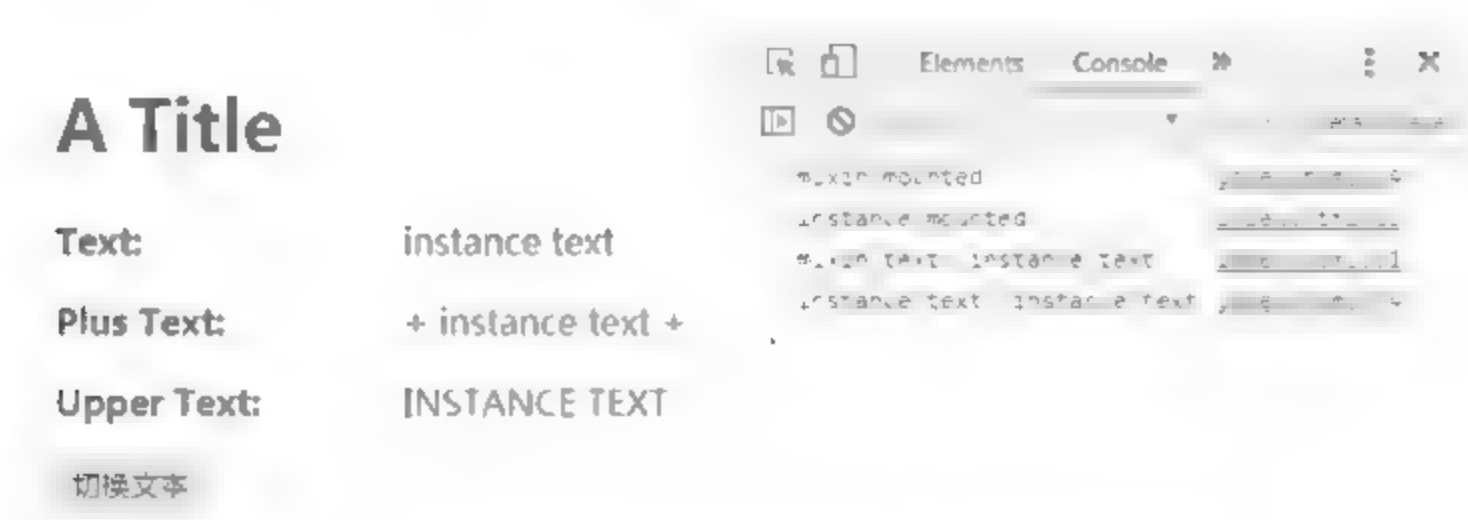 A Title
Text: instance text
Plus Text: + instance text +
Upper Text: INSTANCE TEXT
切换文本
Elements Console
mixin mounted
instance mounted
mixin text instance text
instance text instance text